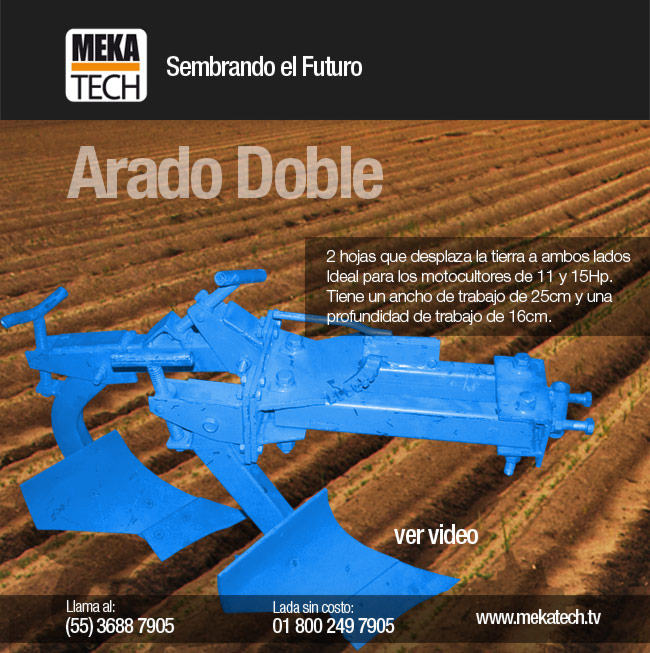 MEKA
TECH
Sembrando el Futuro
Arado Doble
2 hojas que desplaza la tierra a ambos lados
Ideal para los motocultores de 11 y 15Hp.
Tiene un ancho de trabajo de 25cm y una
profundidad de trabajo de 16cm.
ver video
Llama al:
(55) 3688 7905
Lada sin costo:
01 800 249 7905
www.mekatech.tv